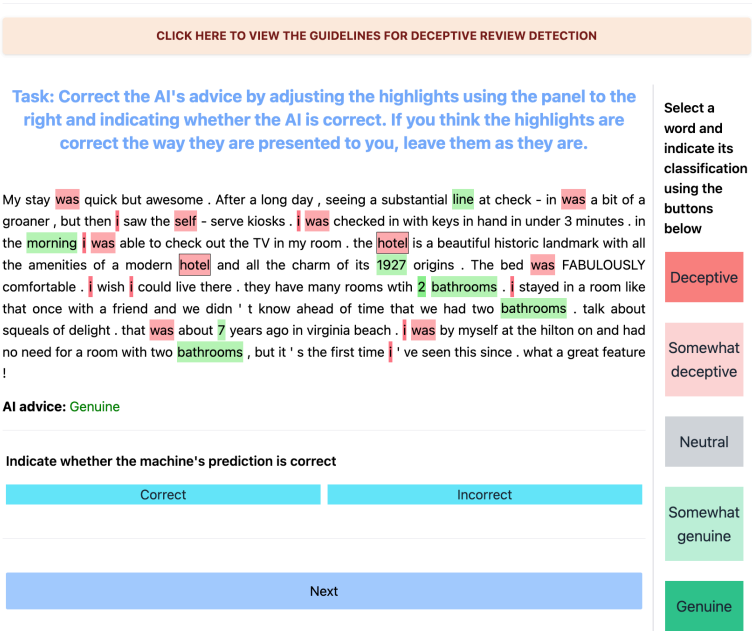 CLICK HERE TO VIEW THE GUIDELINES FOR DECEPTIVE REVIEW DETECTION
Task: Correct the AI's advice by adjusting the highlights using the panel to the
right and indicating whether the AI is correct. If you think the highlights are
correct the way they are presented to you, leave them as they are.
My stay was quick but awesome . After a long day , seeing a substantial line at check - in was a bit of a
groaner , but then i saw the self - serve kiosks . i was checked in with keys in hand in under 3 minutes . in
the morning i was able to check out the TV in my room . the hotel is a beautiful historic landmark with all
the amenities of a modern hotel and all the charm of its 1927 origins . The bed was FABULOUSLY
comfortable . i wish i could live there . they have many rooms wtih 2 bathrooms . i stayed in a room like
that once with a friend and we didn ' t know ahead of time that we had two bathrooms . talk about
squeals of delight . that was about 7 years ago in virginia beach . i was by myself at the hilton on and had
no need for a room with two bathrooms , but it ' s the first time i ' ve seen this since . what a great feature
!
AI advice: Genuine
Indicate whether the machine's prediction is correct
Correct
Incorrect
Next
Select a
word and
indicate its
classification
using the
buttons
below
Deceptive
Somewhat
deceptive
Neutral
Somewhat
genuine
Genuine